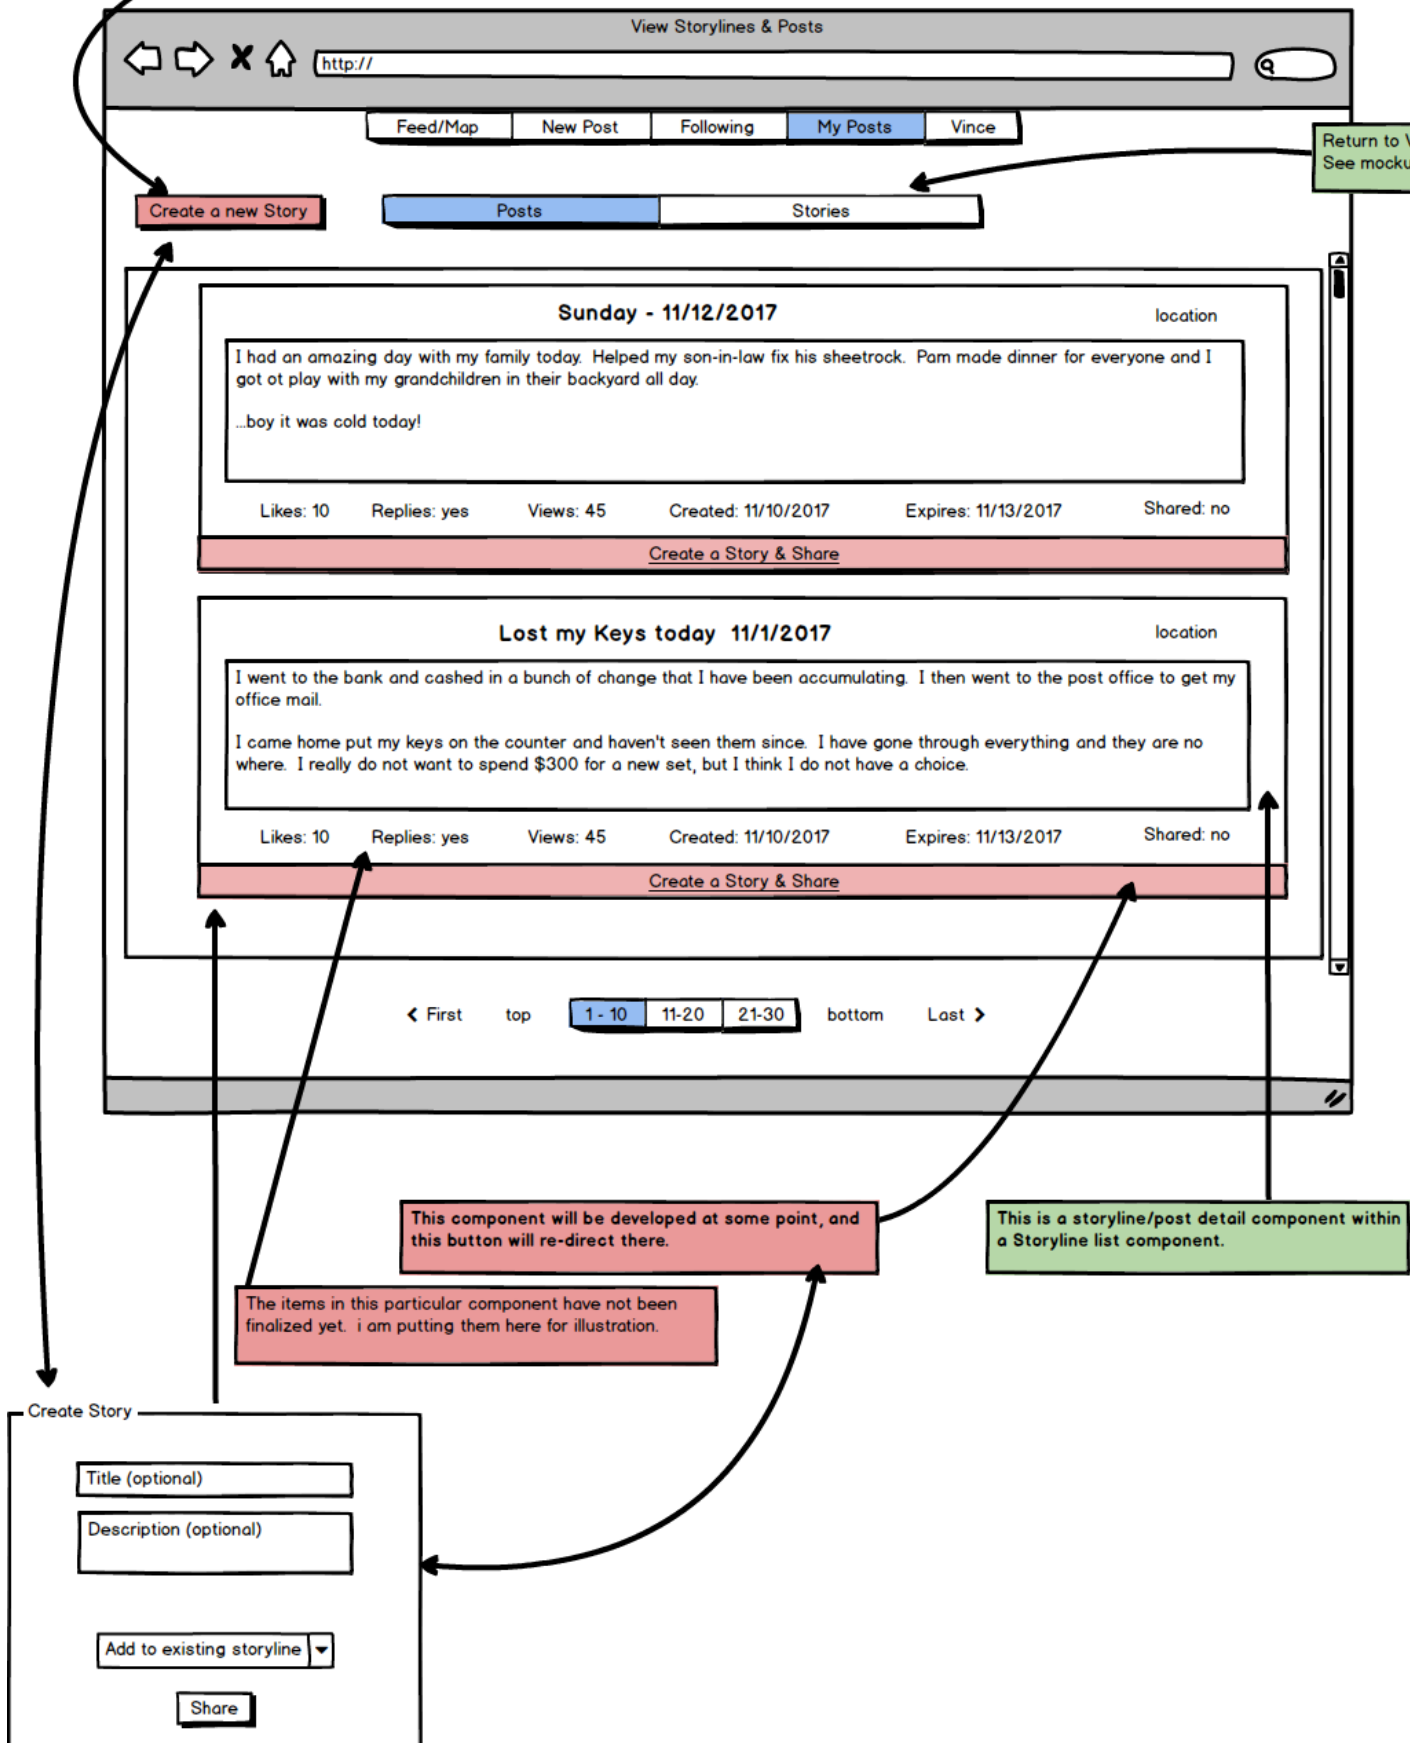 View Storylines & Posts
http://
Feed/Map New Post Following My Posts Vince
Return to V
See mocku
Create a new Story Posts Stories
Sunday - 11/12/2017 location
I had an amazing day with my family today. Helped my son-in-law fix his sheetrock. Pam made dinner for everyone and I
got ot play with my grandchildren in their backyard all day.
...boy it was cold today!
Likes: 10 Replies: yes Views: 45 Created: 11/10/2017 Expires: 11/13/2017 Shared: no
Create a Story & Share
Lost my Keys today 11/1/2017 location
I went to the bank and cashed in a bunch of change that I have been accumulating. I then went to the post office to get my
office mail.
I came home put my keys on the counter and haven't seen them since. I have gone through everything and they are no
where. I really do not want to spend $300 for a new set, but I think I do not have a choice.
Likes: 10 Replies: yes Views: 45 Created: 11/10/2017 Expires: 11/13/2017 Shared: no
Create a Story & Share
First top 1 - 10 11-20 21-30 bottom Last
This component will be developed at some point, and
this button will re-direct there.
This is a storyline/post detail component within
a Storyline list component.
The items in this particular component have not been
finalized yet. i am putting them here for illustration.
Create Story
Title (optional)
Description (optional)
Add to existing storyline
Share